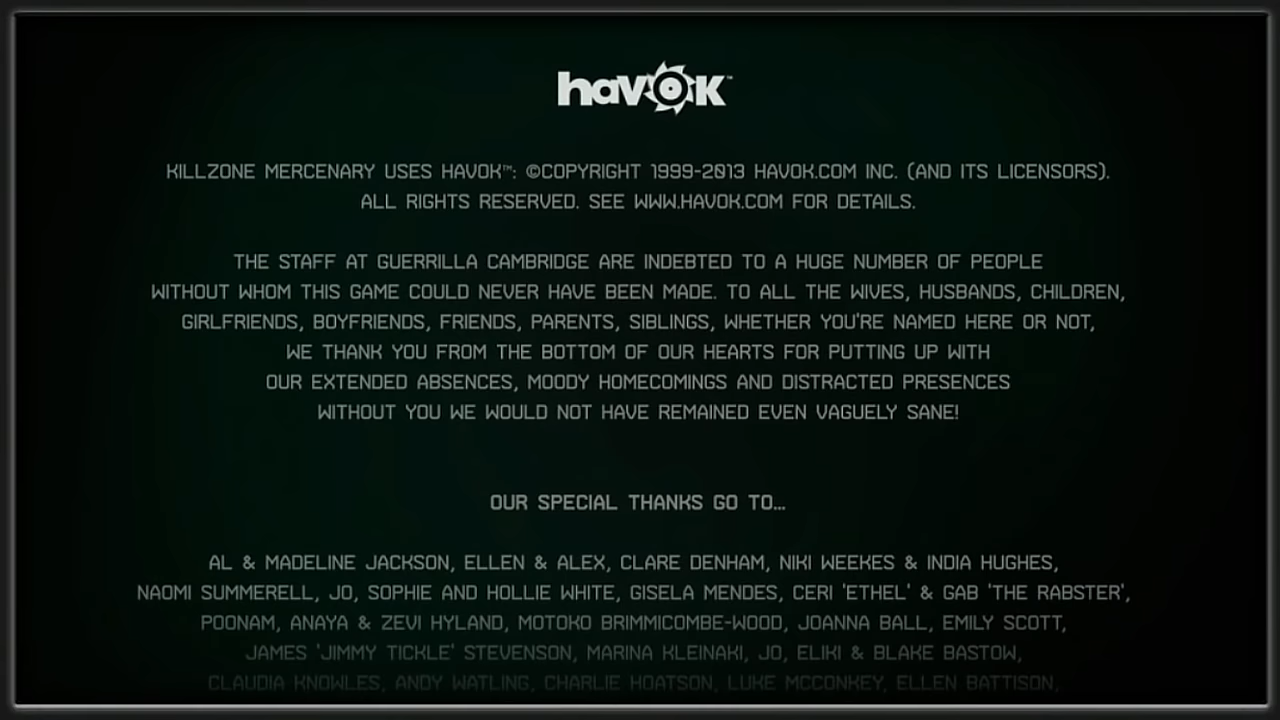 havok™
KILLZONE MERCENARY USES HAVOK™: ©COPYRIGHT 1999-2013 HAVOK.COM INC. (AND ITS LICENSORS).
ALL RIGHTS RESERVED. SEE WWW.HAVOK.COM FOR DETAILS.
THE STAFF AT GUERRILLA CAMBRIDGE ARE INDEBTED TO A HUGE NUMBER OF PEOPLE
WITHOUT WHOM THIS GAME COULD NEVER HAVE BEEN MADE. TO ALL THE WIVES, HUSBANDS, CHILDREN,
GIRLFRIENDS, BOYFRIENDS, FRIENDS, PARENTS, SIBLINGS, WHETHER YOU'RE NAMED HERE OR NOT,
WE THANK YOU FROM THE BOTTOM OF OUR HEARTS FOR PUTTING UP WITH
OUR EXTENDED ABSENCES, MOODY HOMECOMINGS AND DISTRACTED PRESENCES
WITHOUT YOU WE WOULD NOT HAVE REMAINED EVEN VAGUELY SANE!
OUR SPECIAL THANKS GO TO...
AL & MADELINE JACKSON, ELLEN & ALEX, CLARE DENHAM, NIKI WEEKES & INDIA HUGHES,
NAOMI SUMMERELL, JO, SOPHIE AND HOLLIE WHITE, GISELA MENDES, CERI 'ETHEL' & GAB 'THE RABSTER',
POONAM, ANAYA & ZEVI HYLAND, MOTOKO BRIMMICOMBE-WOOD, JOANNA BALL, EMILY SCOTT,
JAMES 'JIMMY TICKLE' STEVENSON, MARINA KLEINAKI, JO, ELIKI & BLAKE BASTOW,
CLAUDIA KNOWLES, ANDY WATLING, CHARLIE HOATSON, LUKE MCCONKEY, ELLEN BATTISON,